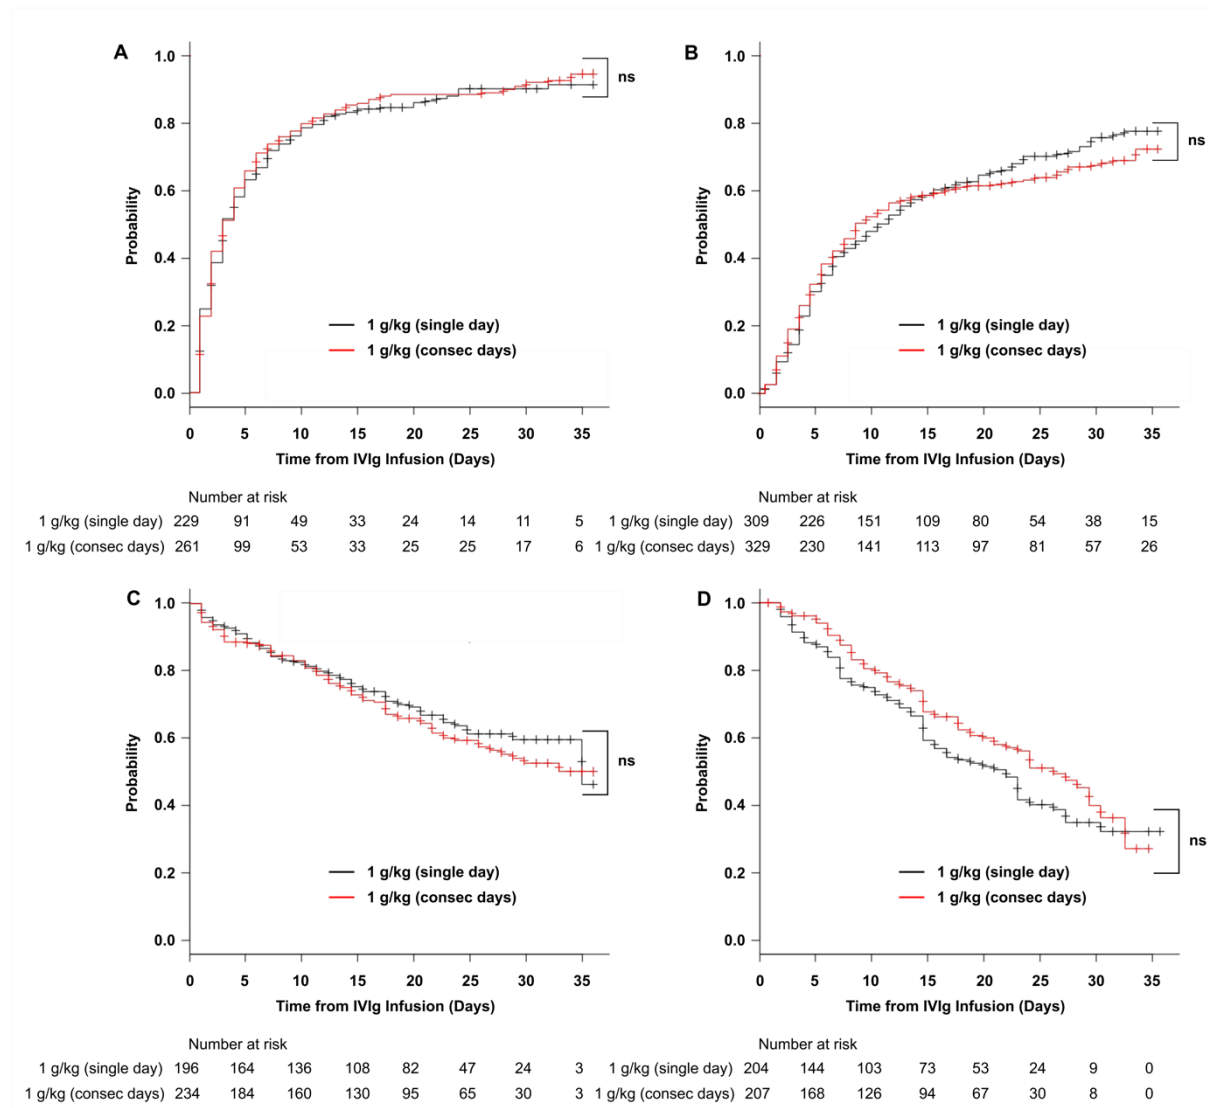 A
1.0
0.8
0.6
0.4
0.2
0.0
Probability
ns
1 g/kg (single day)
1 g/kg (consec days)
0 5 10 15 20 25 30 35
Time from IVIg Infusion (Days)
Number at risk
1 g/kg (single day) 229 91 49 33 24 14 11 5
1 g/kg (consec days) 261 99 53 33 25 25 17 6
B
1.0
0.8
0.6
0.4
0.2
0.0
Probability
ns
1 g/kg (single day)
1 g/kg (consec days)
0 5 10 15 20 25 30 35
Time from IVIg Infusion (Days)
Number at risk
1 g/kg (single day) 309 226 151 109 80 54 38 15
1 g/kg (consec days) 329 230 141 113 97 81 57 26
C
1.0
0.8
0.6
0.4
0.2
0.0
Probability
ns
1 g/kg (single day)
1 g/kg (consec days)
0 5 10 15 20 25 30 35
Time from IVIg Infusion (Days)
Number at risk
1 g/kg (single day) 196 164 136 108 82 47 24 3
1 g/kg (consec days) 234 184 160 130 95 65 30 3
D
1.0
0.8
0.6
0.4
0.2
0.0
Probability
ns
1 g/kg (single day)
1 g/kg (consec days)
0 5 10 15 20 25 30 35
Time from IVIg Infusion (Days)
Number at risk
1 g/kg (single day) 204 144 103 73 53 24 9 0
1 g/kg (consec days) 207 168 126 94 67 30 8 0